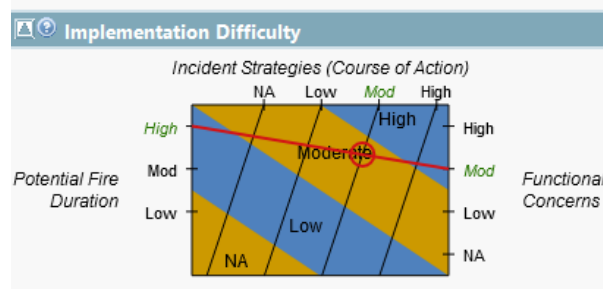 Implementation Difficulty
Incident Strategies (Course of Action)
NA Low Mod High
High
High High
Moderate
Potential Fire Mod Mod Functional
Duration Concerns
Low Low
Low
NA NA